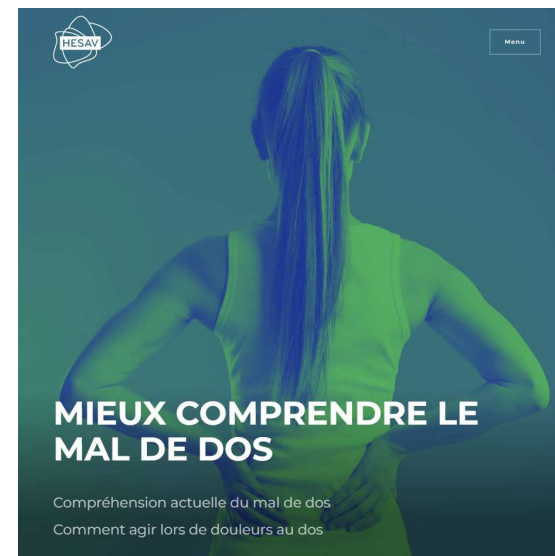 HESAV
Menu
MIEUX COMPRENDRE LE
MAL DE DOS
Compréhension actuelle du mal de dos
Comment agir lors de douleurs au dos